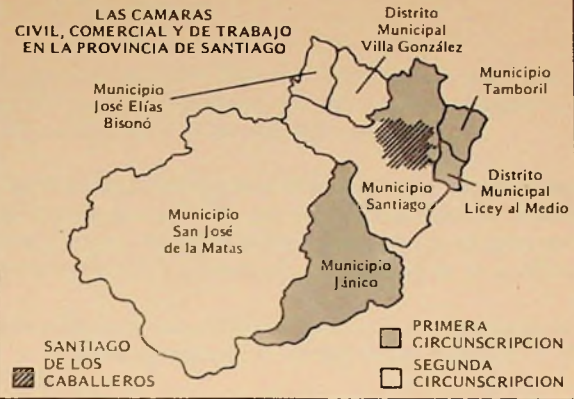 LAS CAMARAS
CIVIL, COMERCIAL Y DE TRABAJO
EN LA PROVINCIA DE SANTIAGO
Distrito
Municipal
Villa González
Municipio
José Elías
Bisonó
Municipio
Tamboril
Distrito
Municipal
Licey al Medio
Municipio
Santiago
Municipio
San José
de la Matas
Municipio
Jánico
SANTIAGO
DE LOS
CABALLEROS
PRIMERA
CIRCUNSCRIPCION
SEGUNDA
CIRCUNSCRIPCION